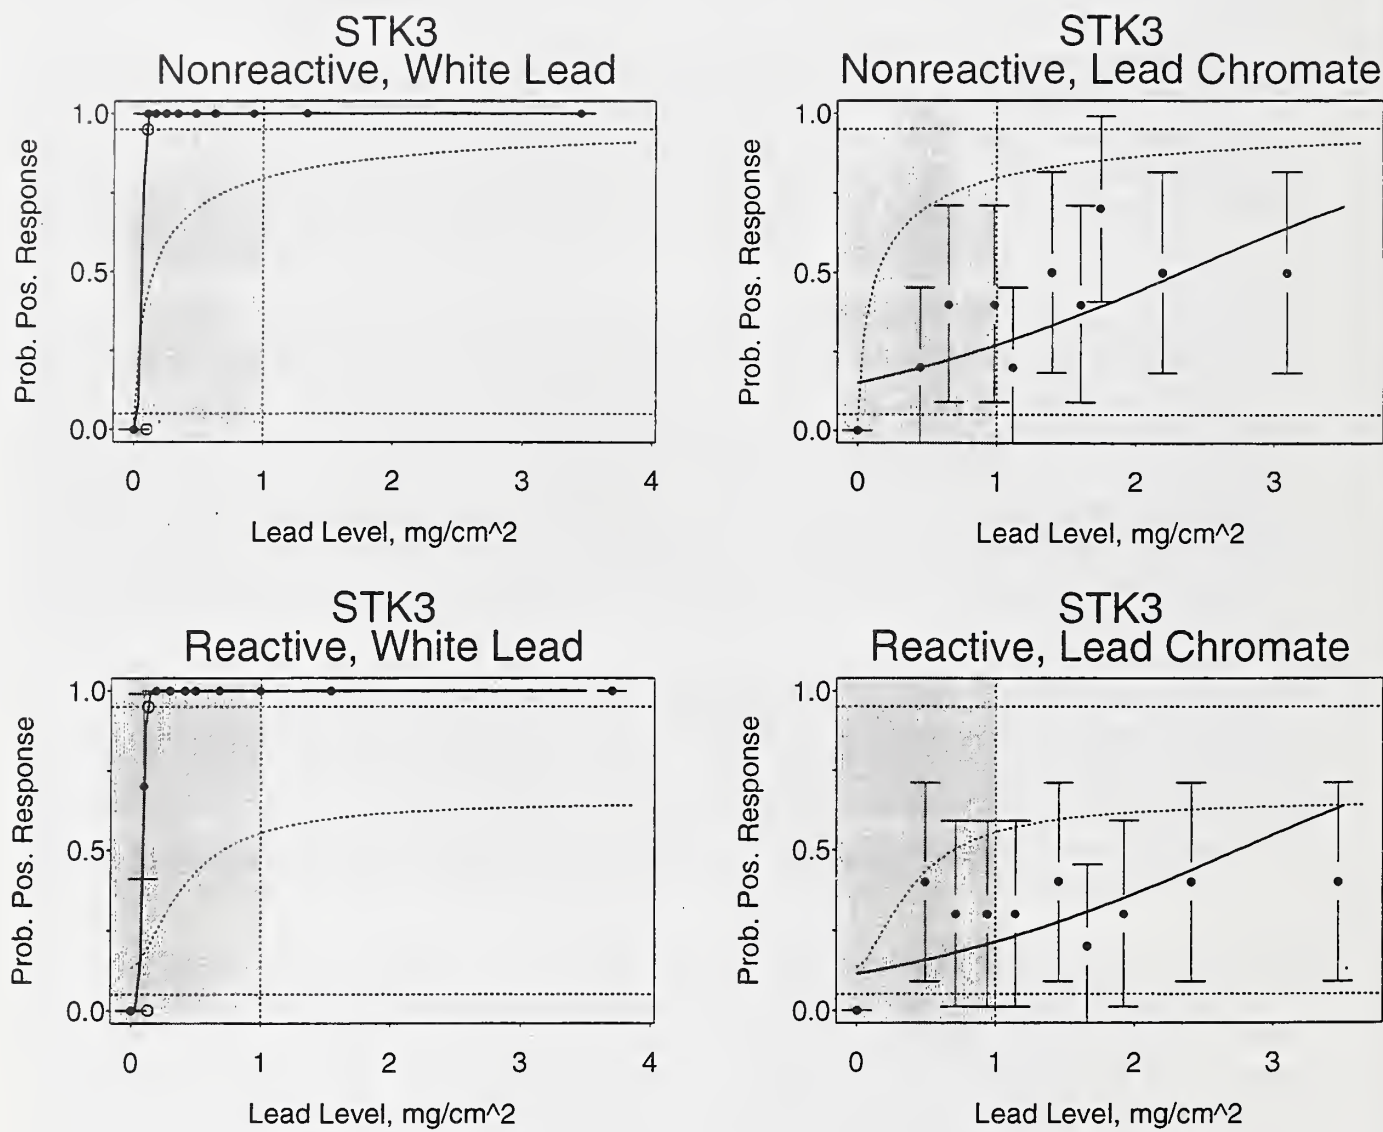 STK3
Nonreactive, White Lead
Prob. Pos. Response
1.0
0.5
0.0
0 1 2 3 4
Lead Level, mg/cm^2
STK3
Nonreactive, Lead Chromate
Prob. Pos. Response
1.0
0.5
0.0
0 1 2 3
Lead Level, mg/cm^2
STK3
Reactive, White Lead
Prob. Pos. Response
1.0
0.5
0.0
0 1 2 3 4
Lead Level, mg/cm^2
STK3
Reactive, Lead Chromate
Prob. Pos. Response
1.0
0.5
0.0
0 1 2 3
Lead Level, mg/cm^2